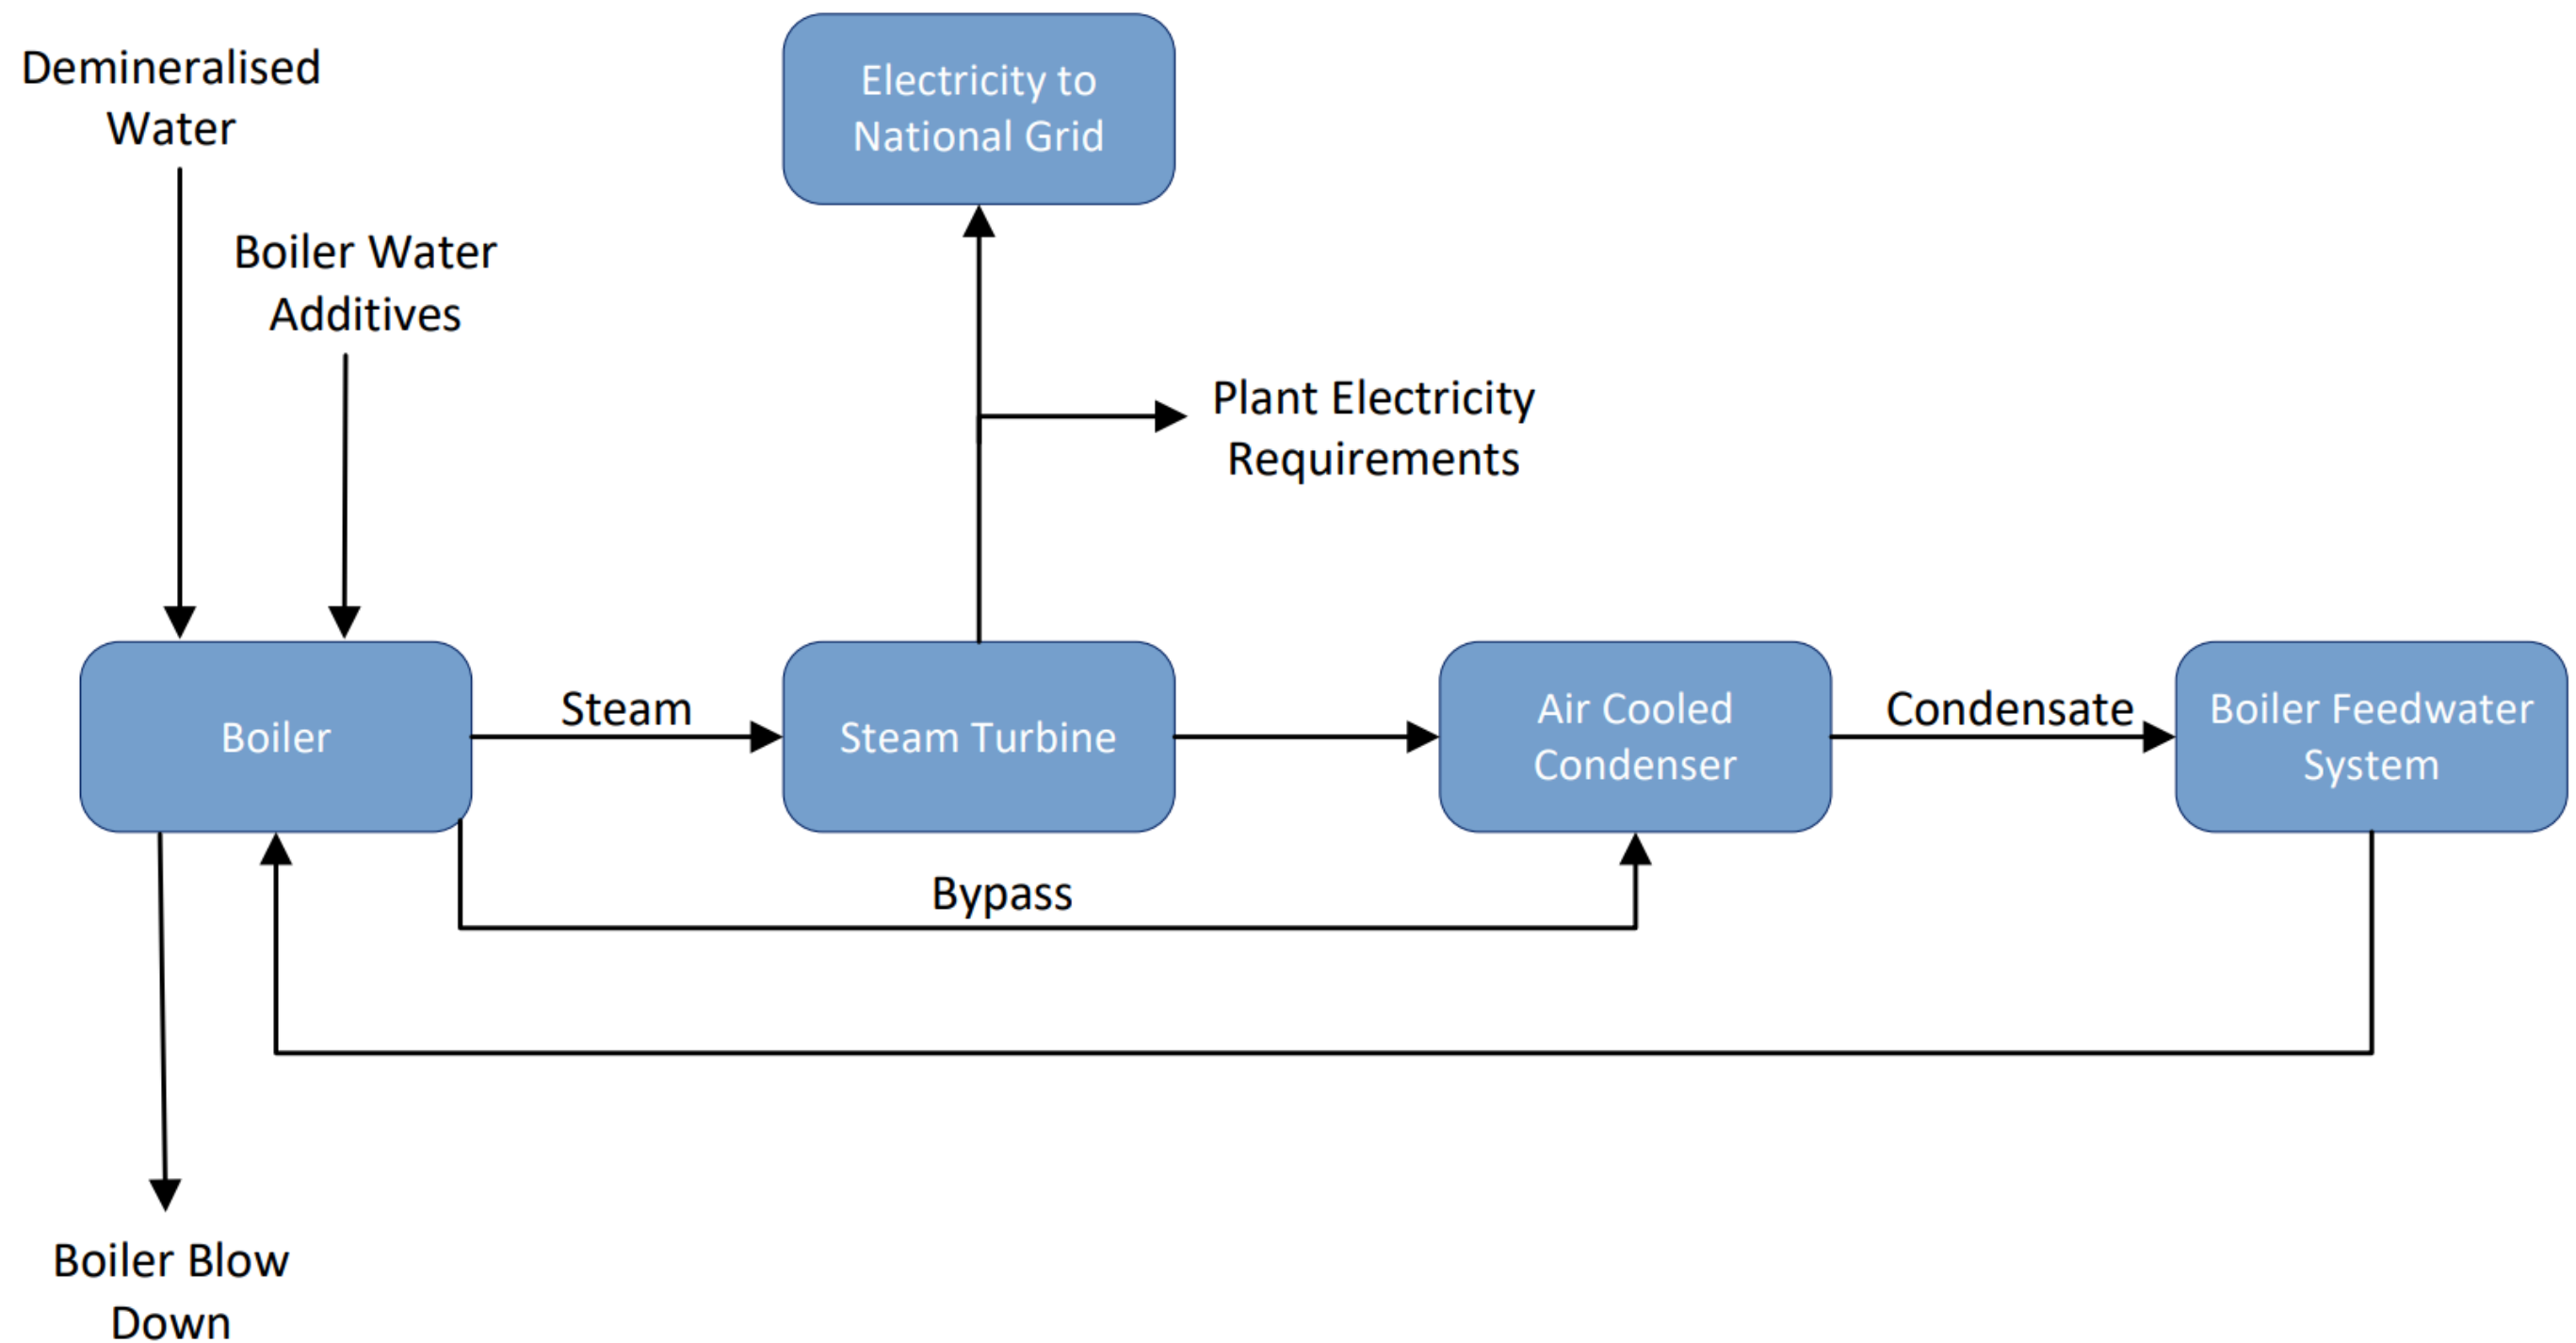 Demineralised
Water
Boiler Water
Additives
Electricity to
National Grid
Plant Electricity
Requirements
Boiler
Steam
Steam Turbine
Air Cooled
Condenser
Condensate
Boiler Feedwater
System
Bypass
Boiler Blow
Down